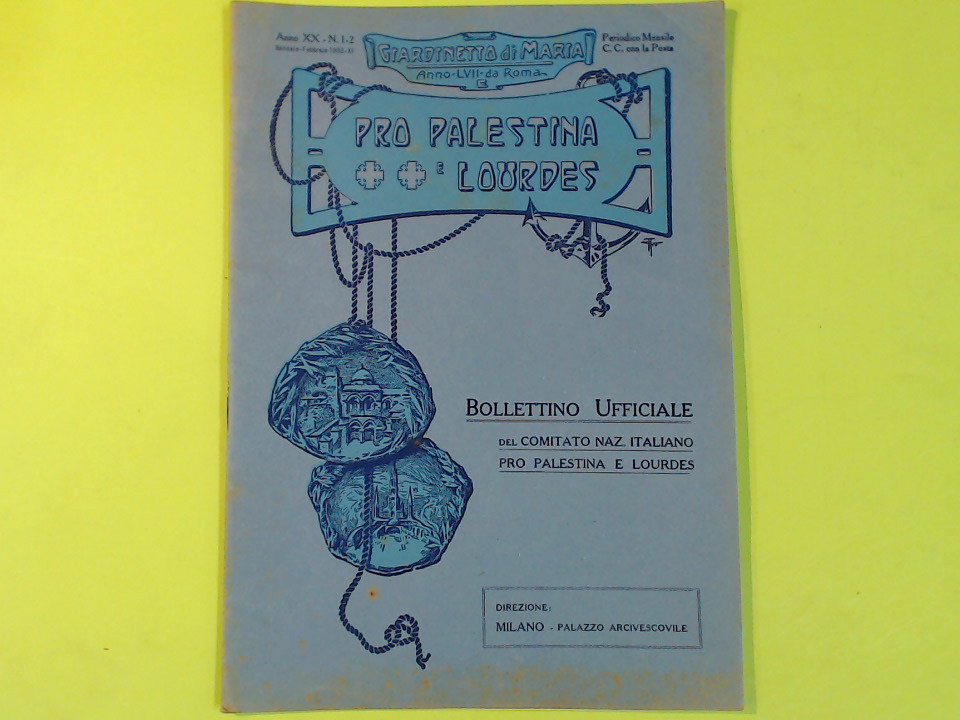 Anno XX - N. 1-2
Periodico Mensile
C. C. con la Posta
GIARDINETTO di MARIA
Anno · LVII · da Roma
E
PRO PALESTINA
E LOURDES
BOLLETTINO UFFICIALE
DEL COMITATO NAZ. ITALIANO
PRO PALESTINA E LOURDES
DIREZIONE:
MILANO - PALAZZO ARCIVESCOVILE